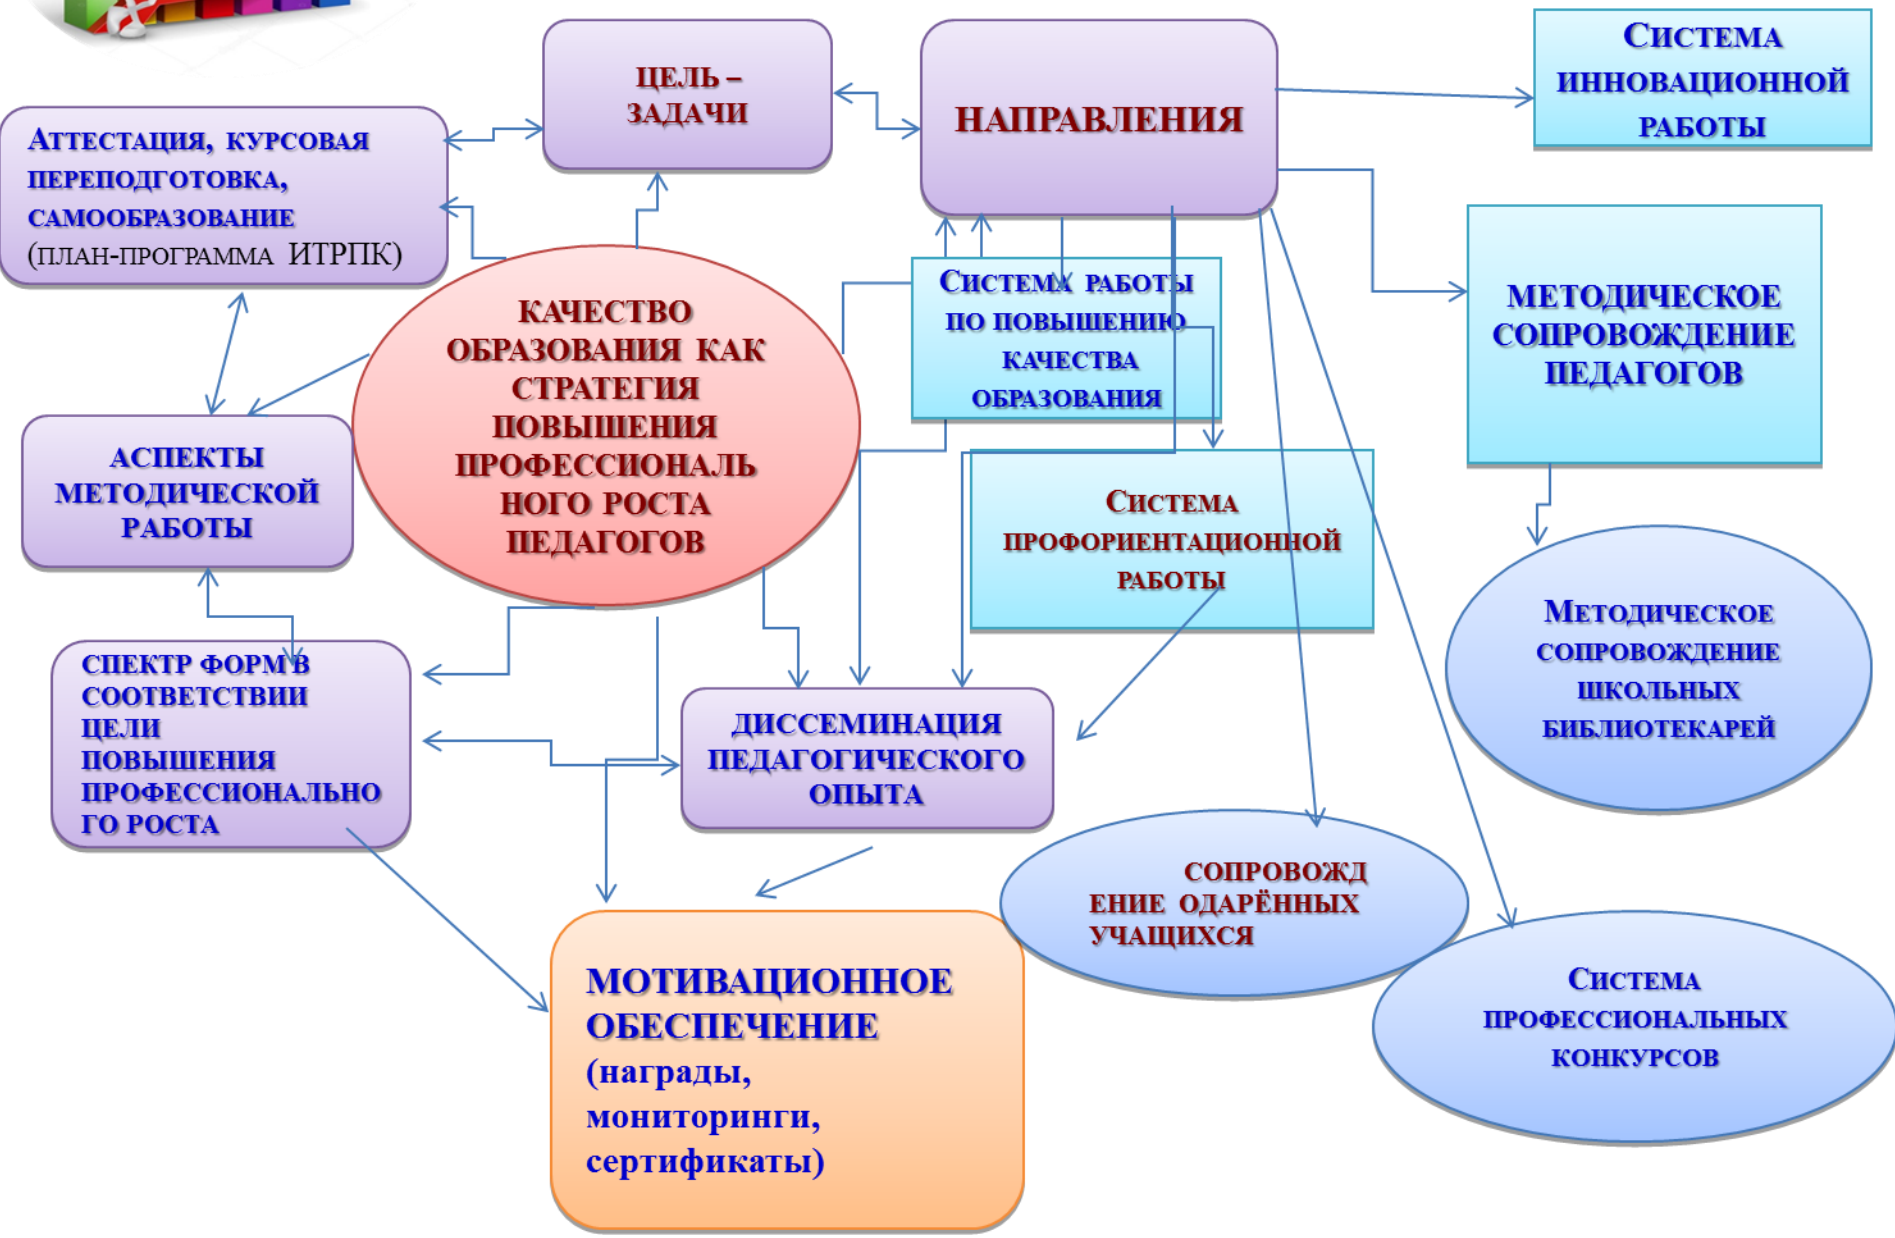 ЦЕЛЬ –
ЗАДАЧИ
НАПРАВЛЕНИЯ
СИСТЕМА
ИННОВАЦИОННОЙ
РАБОТЫ
АТТЕСТАЦИЯ, КУРСОВАЯ
ПЕРЕПОДГОТОВКА,
САМООБРАЗОВАНИЕ
(ПЛАН-ПРОГРАММА ИТРПК)
КАЧЕСТВО
ОБРАЗОВАНИЯ КАК
СТРАТЕГИЯ
ПОВЫШЕНИЯ
ПРОФЕССИОНАЛЬ
НОГО РОСТА
ПЕДАГОГОВ
СИСТЕМА РАБОТЫ
ПО ПОВЫШЕНИЮ
КАЧЕСТВА
ОБРАЗОВАНИЯ
МЕТОДИЧЕСКОЕ
СОПРОВОЖДЕНИЕ
ПЕДАГОГОВ
АСПЕКТЫ
МЕТОДИЧЕСКОЙ
РАБОТЫ
СИСТЕМА
ПРОФОРИЕНТАЦИОННОЙ
РАБОТЫ
МЕТОДИЧЕСКОЕ
СОПРОВОЖДЕНИЕ
ШКОЛЬНЫХ
БИБЛИОТЕКАРЕЙ
СПЕКТР ФОРМ В
СООТВЕТСТВИИ
ЦЕЛИ
ПОВЫШЕНИЯ
ПРОФЕССИОНАЛЬНО
ГО РОСТА
ДИССЕМИНАЦИЯ
ПЕДАГОГИЧЕСКОГО
ОПЫТА
СОПРОВОЖД
ЕНИЕ ОДАРЁННЫХ
УЧАЩИХСЯ
МОТИВАЦИОННОЕ
ОБЕСПЕЧЕНИЕ
(награды,
мониторинги,
сертификаты)
СИСТЕМА
ПРОФЕССИОНАЛЬНЫХ
КОНКУРСОВ